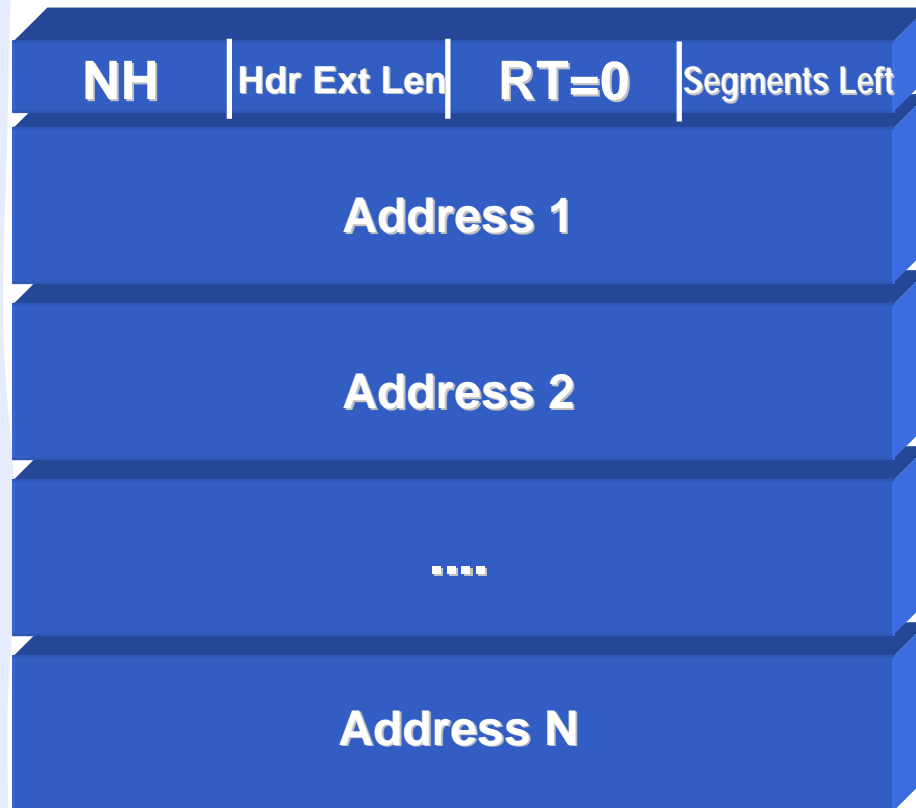 NH Hdr Ext Len RT=0 Segments Left
Address 1
Address 2
....
Address N